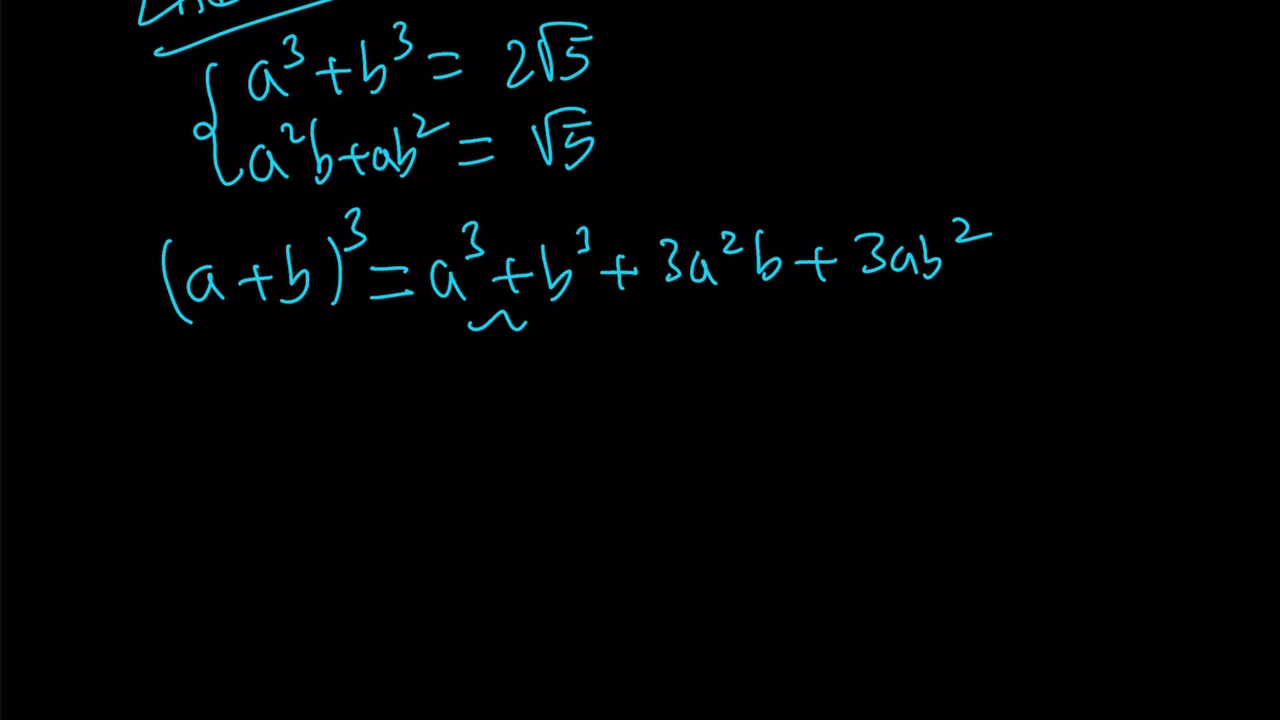 a³+b³ = 2√5
a²b+ab² = √5
(a+b)³ = a³+b³+3a²b+3ab²